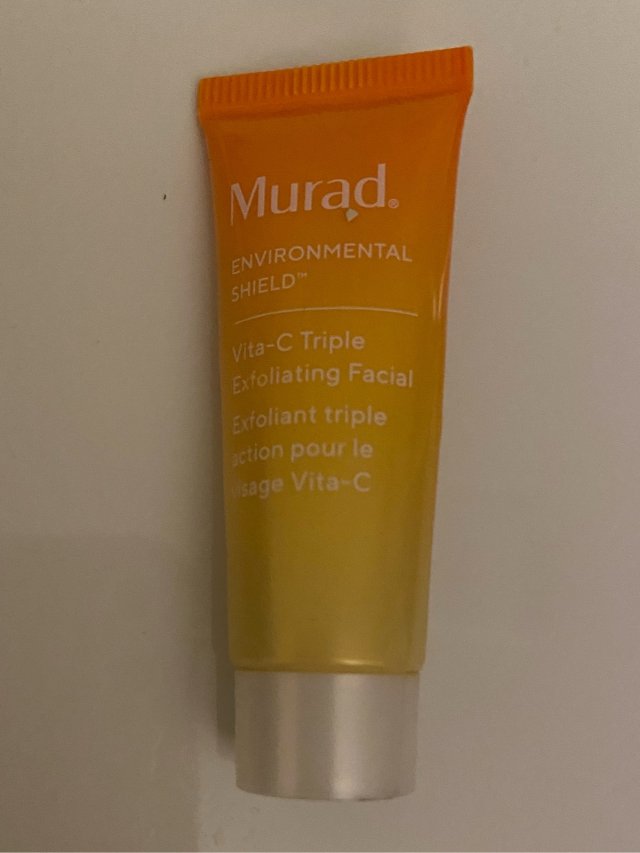 Murad®
ENVIRONMENTAL
SHIELD™
Vita-C Triple
Exfoliating Facial
Exfoliant triple
action pour le
visage Vita-C